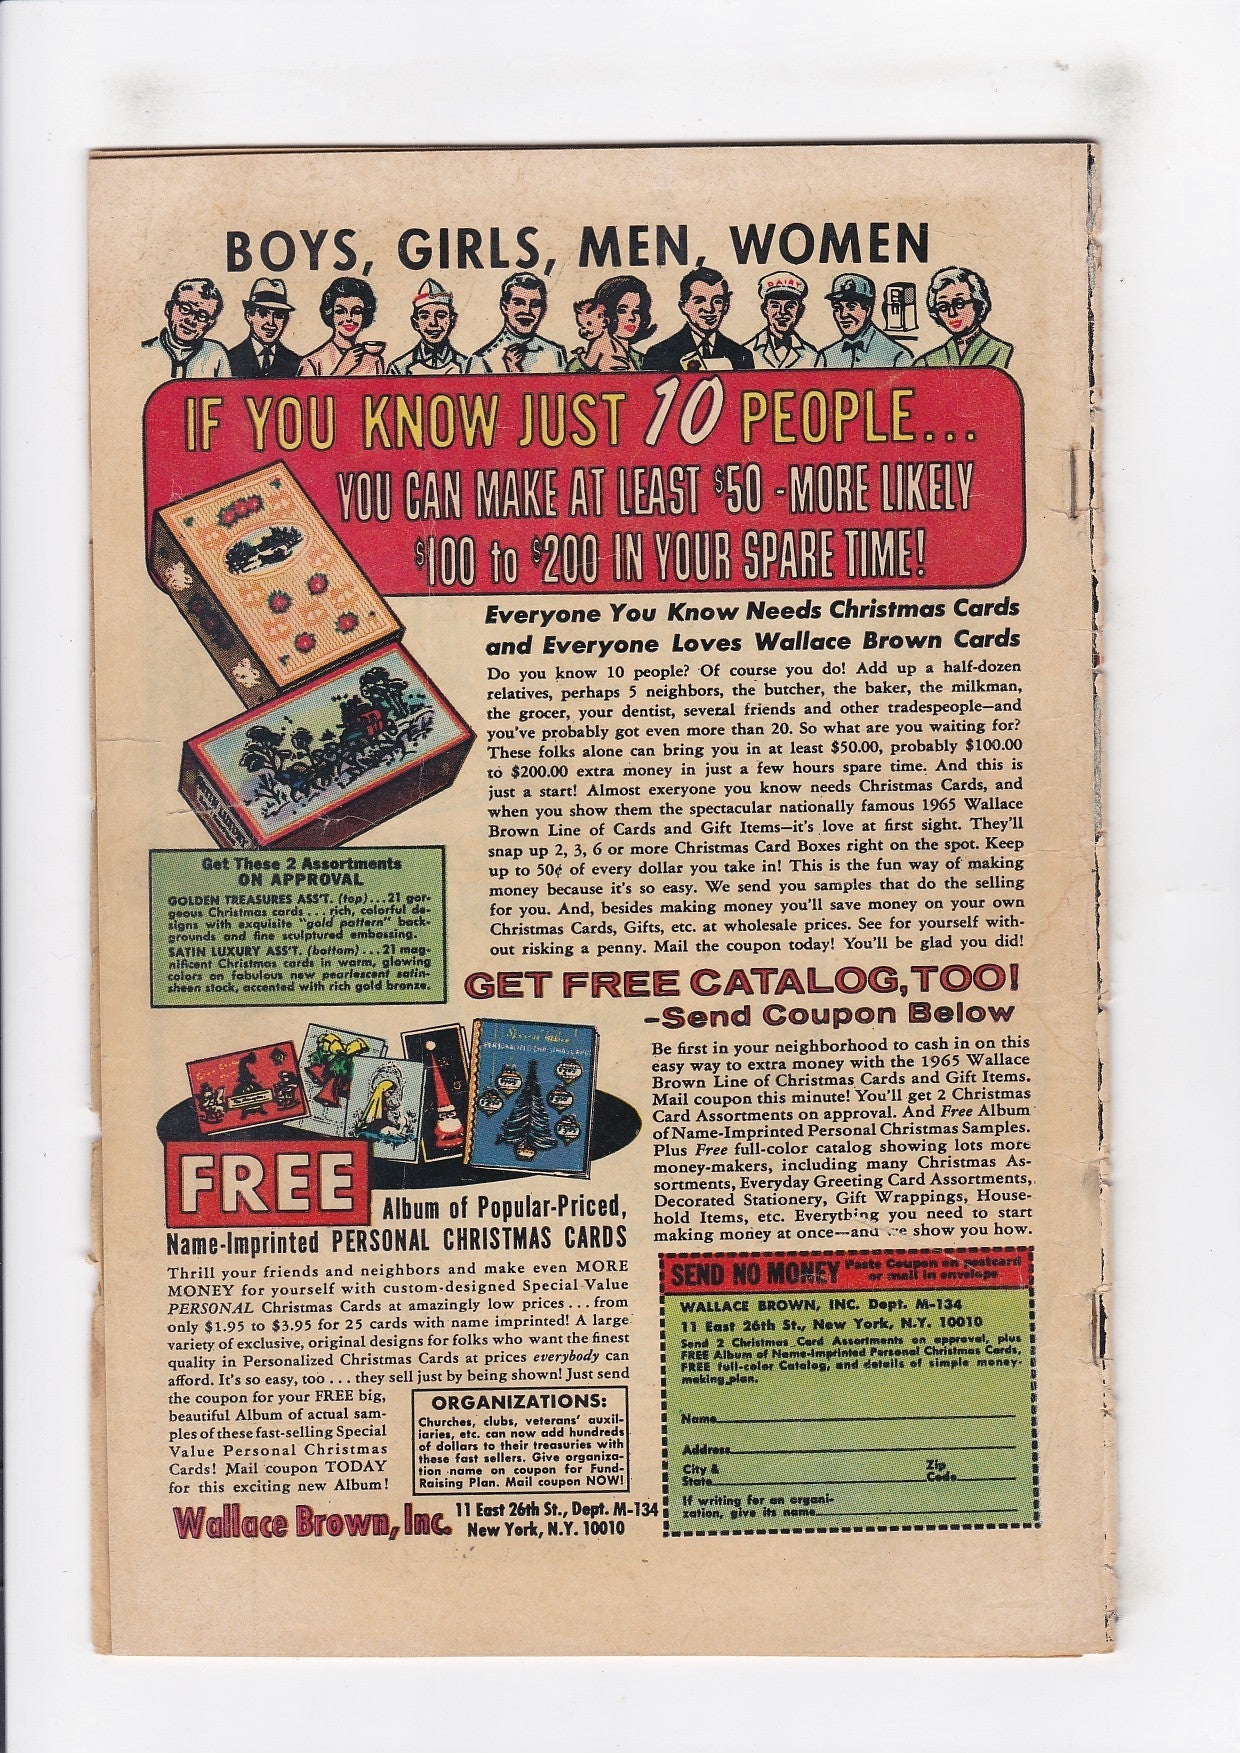 BOYS, GIRLS, MEN, WOMEN
DAIRY
IF YOU KNOW JUST 10 PEOPLE...
YOU CAN MAKE AT LEAST $50 - MORE LIKELY
$100 to $200 IN YOUR SPARE TIME!
Everyone You Know Needs Christmas Cards
and Everyone Loves Wallace Brown Cards
Do you know 10 people? Of course you do! Add up a half-dozen
relatives, perhaps 5 neighbors, the butcher, the baker, the milkman,
the grocer, your dentist, several friends and other tradespeople—and
you've probably got even more than 20. So what are you waiting for?
These folks alone can bring you in at least $50.00, probably $100.00
to $200.00 extra money in just a few hours spare time. And this is
just a start! Almost exeryone you know needs Christmas Cards, and
when you show them the spectacular nationally famous 1965 Wallace
Brown Line of Cards and Gift Items—it's love at first sight. They'll
snap up 2, 3, 6 or more Christmas Card Boxes right on the spot. Keep
up to 50¢ of every dollar you take in! This is the fun way of making
money because it's so easy. We send you samples that do the selling
for you. And, besides making money you'll save money on your own
Christmas Cards, Gifts, etc. at wholesale prices. See for yourself with-
out risking a penny. Mail the coupon today! You'll be glad you did!
Get These 2 Assortments
ON APPROVAL
GOLDEN TREASURES ASS'T. (top)...21 gor-
geous Christmas cards...rich, colorful de-
signs with exquisite "gold pattern" back-
grounds and fine sculptured embossing.
SATIN LUXURY ASS'T. (bottom)...21 mag-
nificent Christmas cards in warm, glowing
colors on fabulous new pearlescent satin-
sheen stock, accented with rich gold bronze.
GET FREE CATALOG, TOO!
-Send Coupon Below
Be first in your neighborhood to cash in on this
easy way to extra money with the 1965 Wallace
Brown Line of Christmas Cards and Gift Items.
Mail coupon this minute! You'll get 2 Christmas
Card Assortments on approval. And Free Album
of Name-Imprinted Personal Christmas Samples.
Plus Free full-color catalog showing lots more
money-makers, including many Christmas As-
sortments, Everyday Greeting Card Assortments,
Decorated Stationery, Gift Wrappings, House-
hold Items, etc. Everything you need to start
making money at once—and we show you how.
FREE
Album of Popular-Priced,
Name-Imprinted PERSONAL CHRISTMAS CARDS
Thrill your friends and neighbors and make even MORE
MONEY for yourself with custom-designed Special Value
PERSONAL Christmas Cards at amazingly low prices...from
only $1.95 to $3.95 for 25 cards with name imprinted! A large
variety of exclusive, original designs for folks who want the finest
quality in Personalized Christmas Cards at prices everybody can
afford. It's so easy, too...they sell just by being shown! Just send
the coupon for your FREE big,
beautiful Album of actual sam-
ples of these fast-selling Special
Value Personal Christmas
Cards! Mail coupon TODAY
for this exciting new Album!
ORGANIZATIONS:
Churches, clubs, veterans' auxil-
iaries, etc. can now add hundreds
of dollars to their treasuries with
these fast sellers. Give organiza-
tion name on coupon for Fund-
Raising Plan. Mail coupon NOW!
Wallace Brown, Inc. 11 East 26th St., Dept. M-134
New York, N.Y. 10010
SEND NO MONEY Paste Coupon on postcard
or mail in envelope
WALLACE BROWN, INC. Dept. M-134
11 East 26th St., New York, N.Y. 10010
Send 2 Christmas Card Assortments on approval, plus
FREE Album of Name-Imprinted Personal Christmas Cards,
FREE full-color Catalog, and details of simple money-
making plan.
Name
Address
City &
State
Zip
Code
If writing for an organi-
zation, give its name